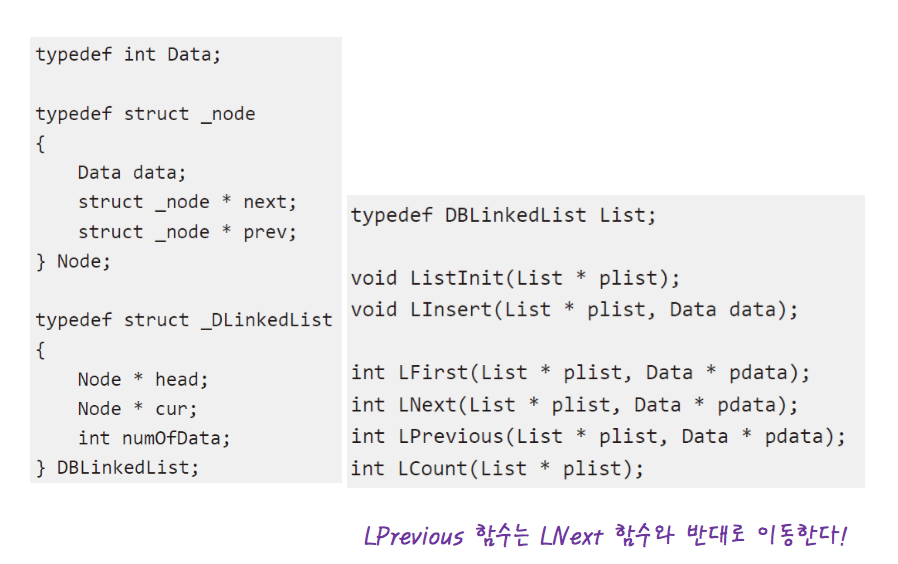 typedef int Data;
typedef struct _node
{
Data data;
struct _node * next;
struct _node * prev;
} Node;
typedef struct _DLinkedList
{
Node * head;
Node * cur;
int numOfData;
} DBLinkedList;
typedef DBLinkedList List;
void ListInit(List * plist);
void LInsert(List * plist, Data data);
int LFirst(List * plist, Data * pdata);
int LNext(List * plist, Data * pdata);
int LPrevious(List * plist, Data * pdata);
int LCount(List * plist);
LPrevious 함수는 LNext 함수와 반대로 이동한다!